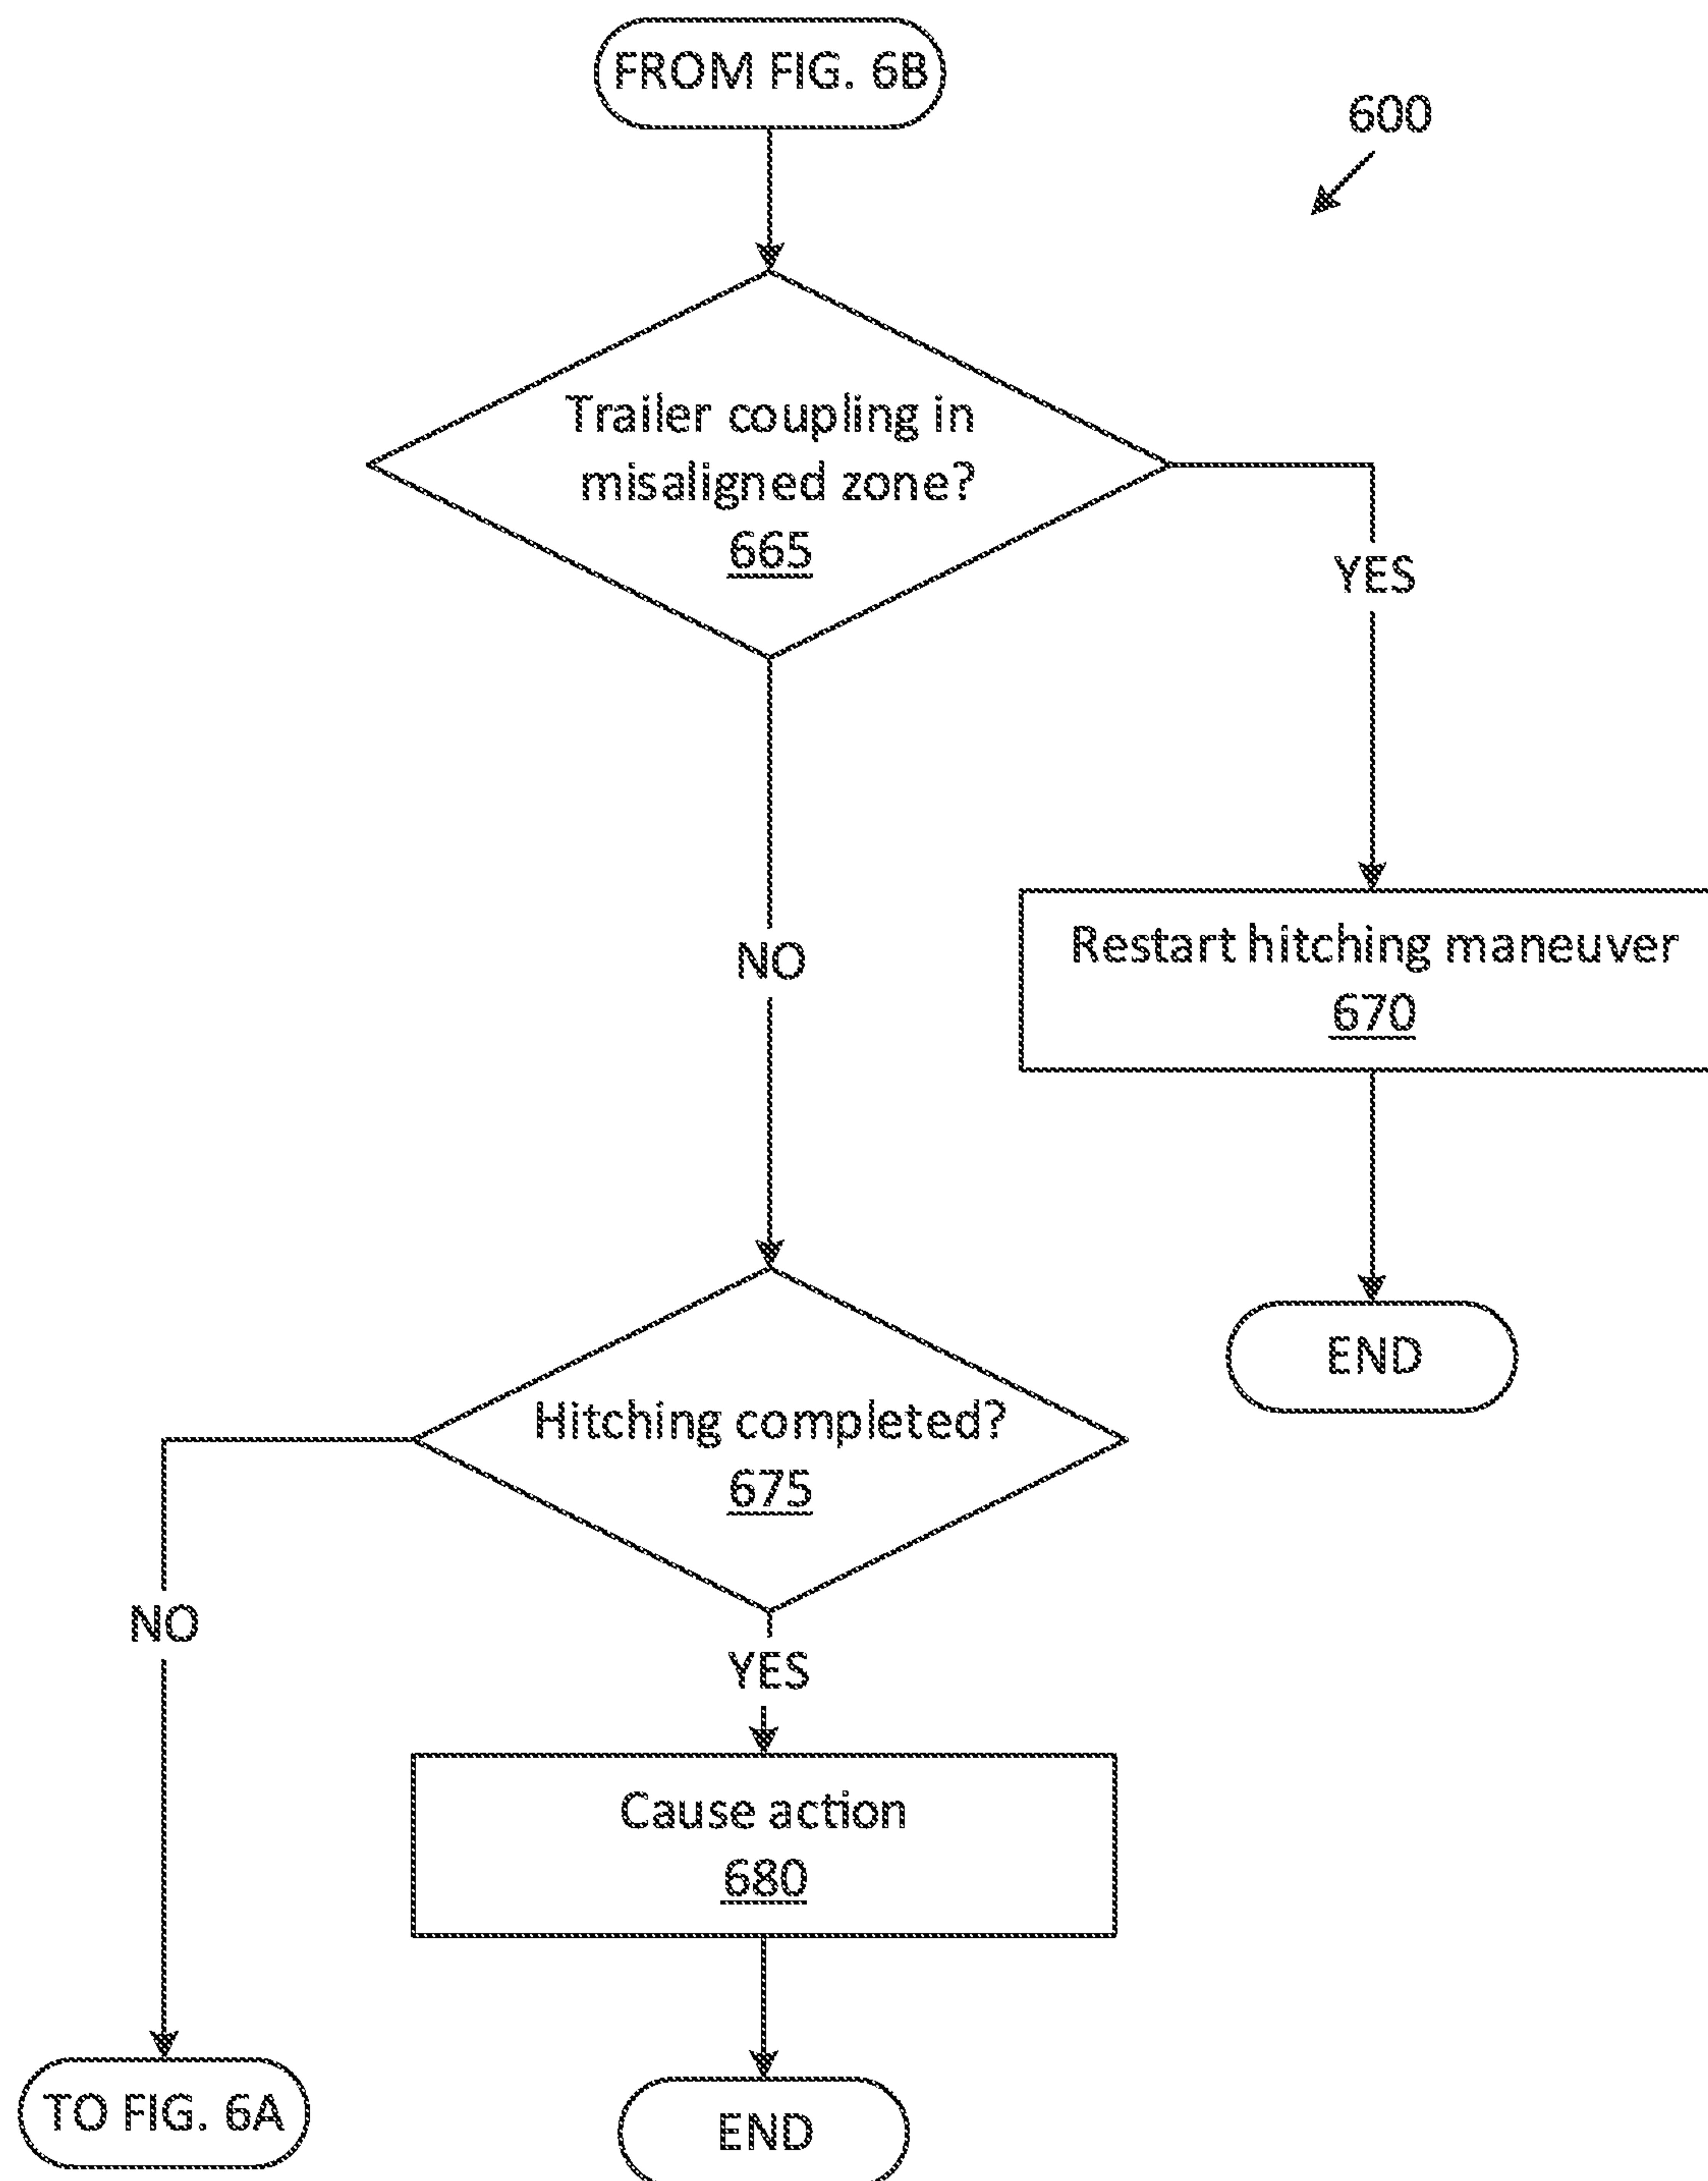 FROM FIG. 6B
600
Trailer coupling in
misaligned zone?
665
YES
NO
Restart hitching maneuver
670
END
Hitching completed?
675
NO
YES
Cause action
680
TO FIG. 6A
END